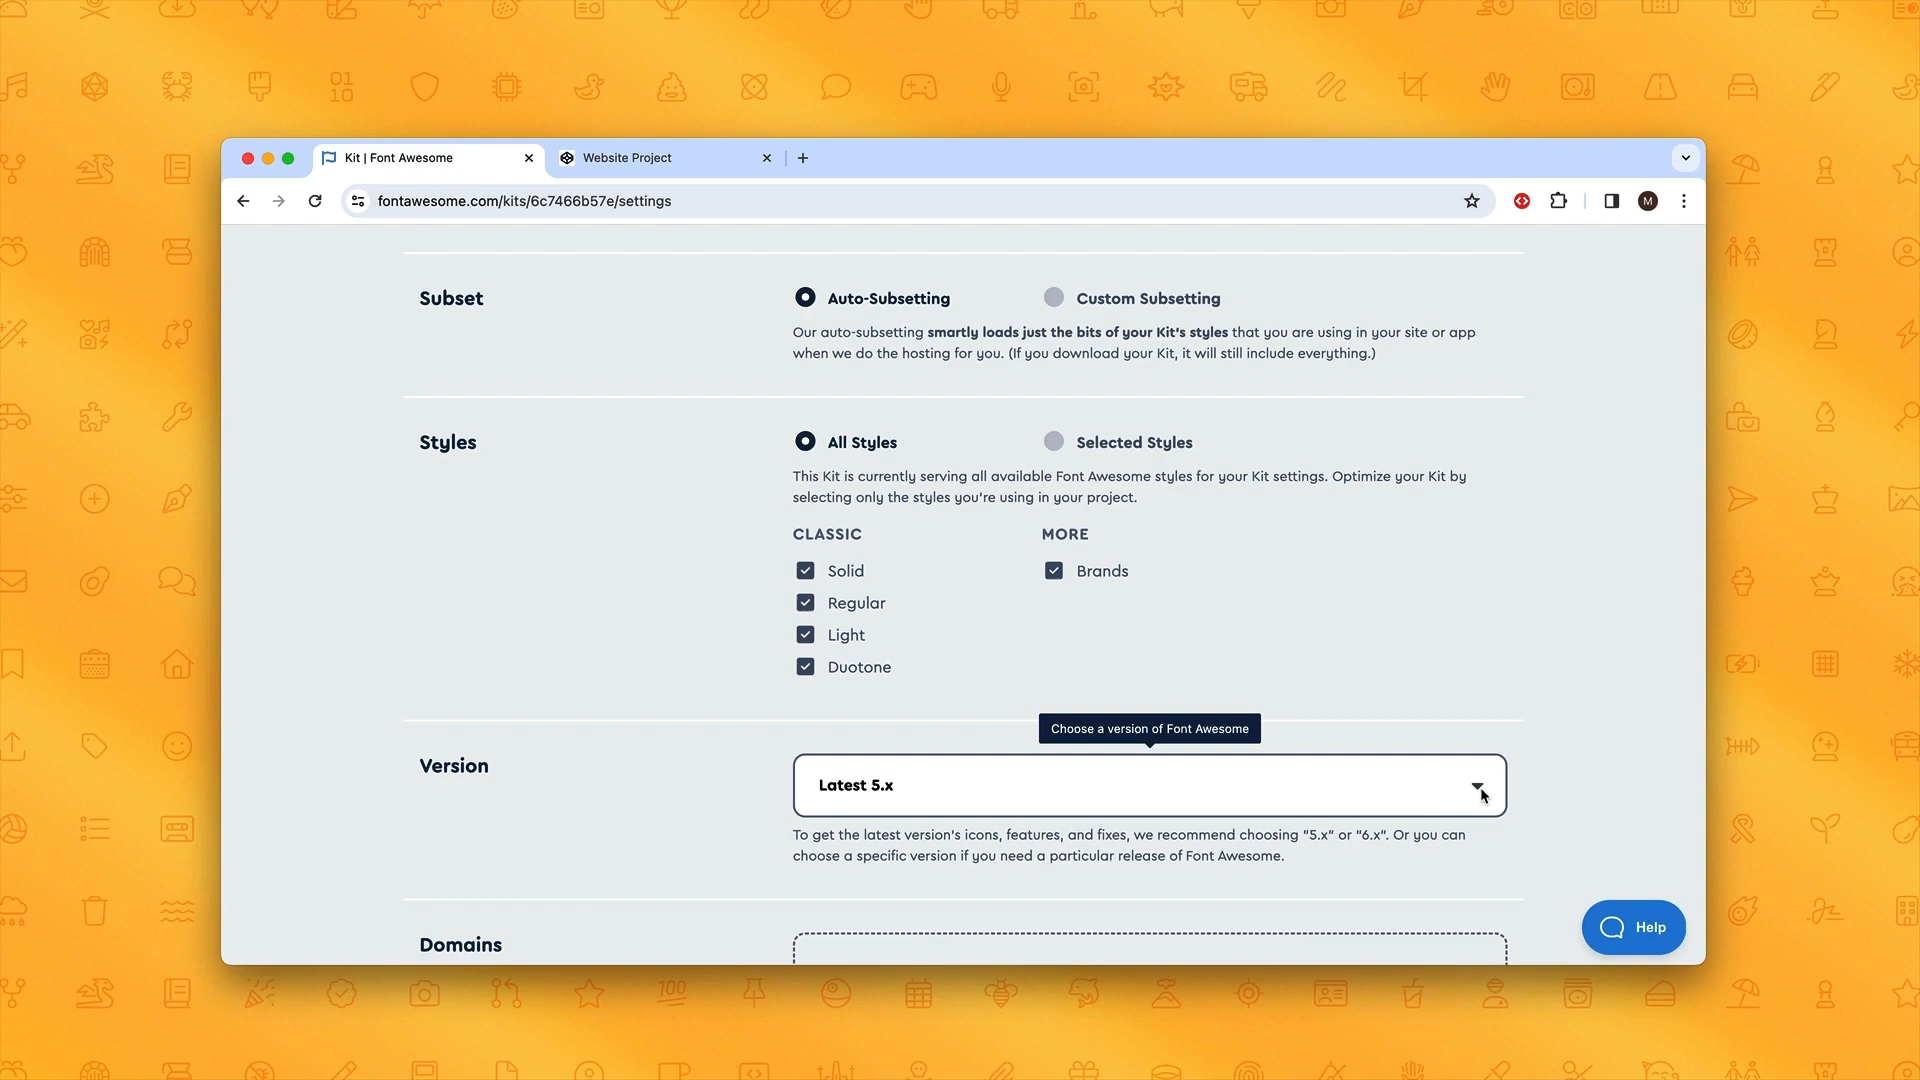 Kit | Font Awesome
Website Project
fontawesome.com/kits/6c7466b57e/settings
M
Subset
Auto-Subsetting
Custom Subsetting
Our auto-subsetting smartly loads just the bits of your Kit's styles that you are using in your site or app
when we do the hosting for you. (If you download your Kit, it will still include everything.)
Styles
All Styles
Selected Styles
This Kit is currently serving all available Font Awesome styles for your Kit settings. Optimize your Kit by
selecting only the styles you're using in your project.
CLASSIC
MORE
Solid
Brands
Regular
Light
Duotone
Choose a version of Font Awesome
Version
Latest 5.x
To get the latest version's icons, features, and fixes, we recommend choosing "5.x" or "6.x". Or you can
choose a specific version if you need a particular release of Font Awesome.
Domains
Help
01
10
100